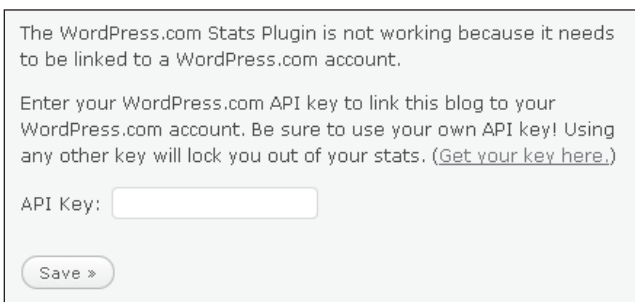 The WordPress.com Stats Plugin is not working because it needs
to be linked to a WordPress.com account.
Enter your WordPress.com API key to link this blog to your
WordPress.com account. Be sure to use your own API key! Using
any other key will lock you out of your stats. (Get your key here.)
API Key:
Save »